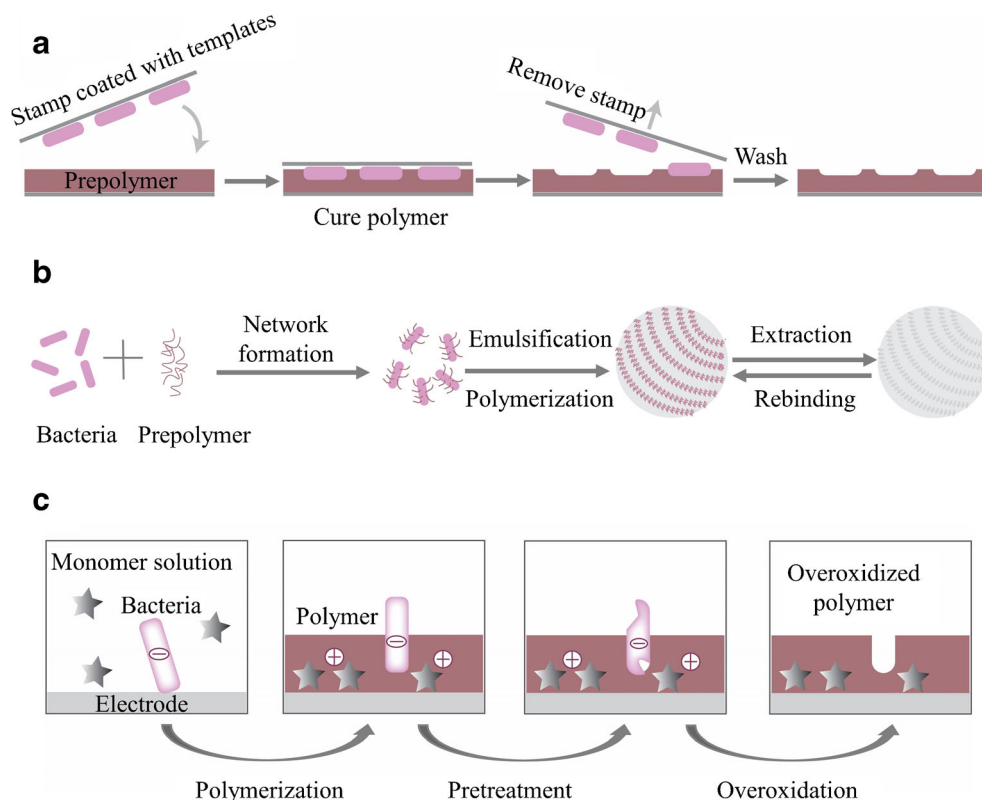 a
Stamp coated with templates
Remove stamp
Wash
Prepolymer
Cure polymer
b
Network
formation
Emulsification
Polymerization
Extraction
Rebinding
Bacteria
Prepolymer
c
Monomer solution
Bacteria
Electrode
Polymer
Overoxidized
polymer
Polymerization
Pretreatment
Overoxidation